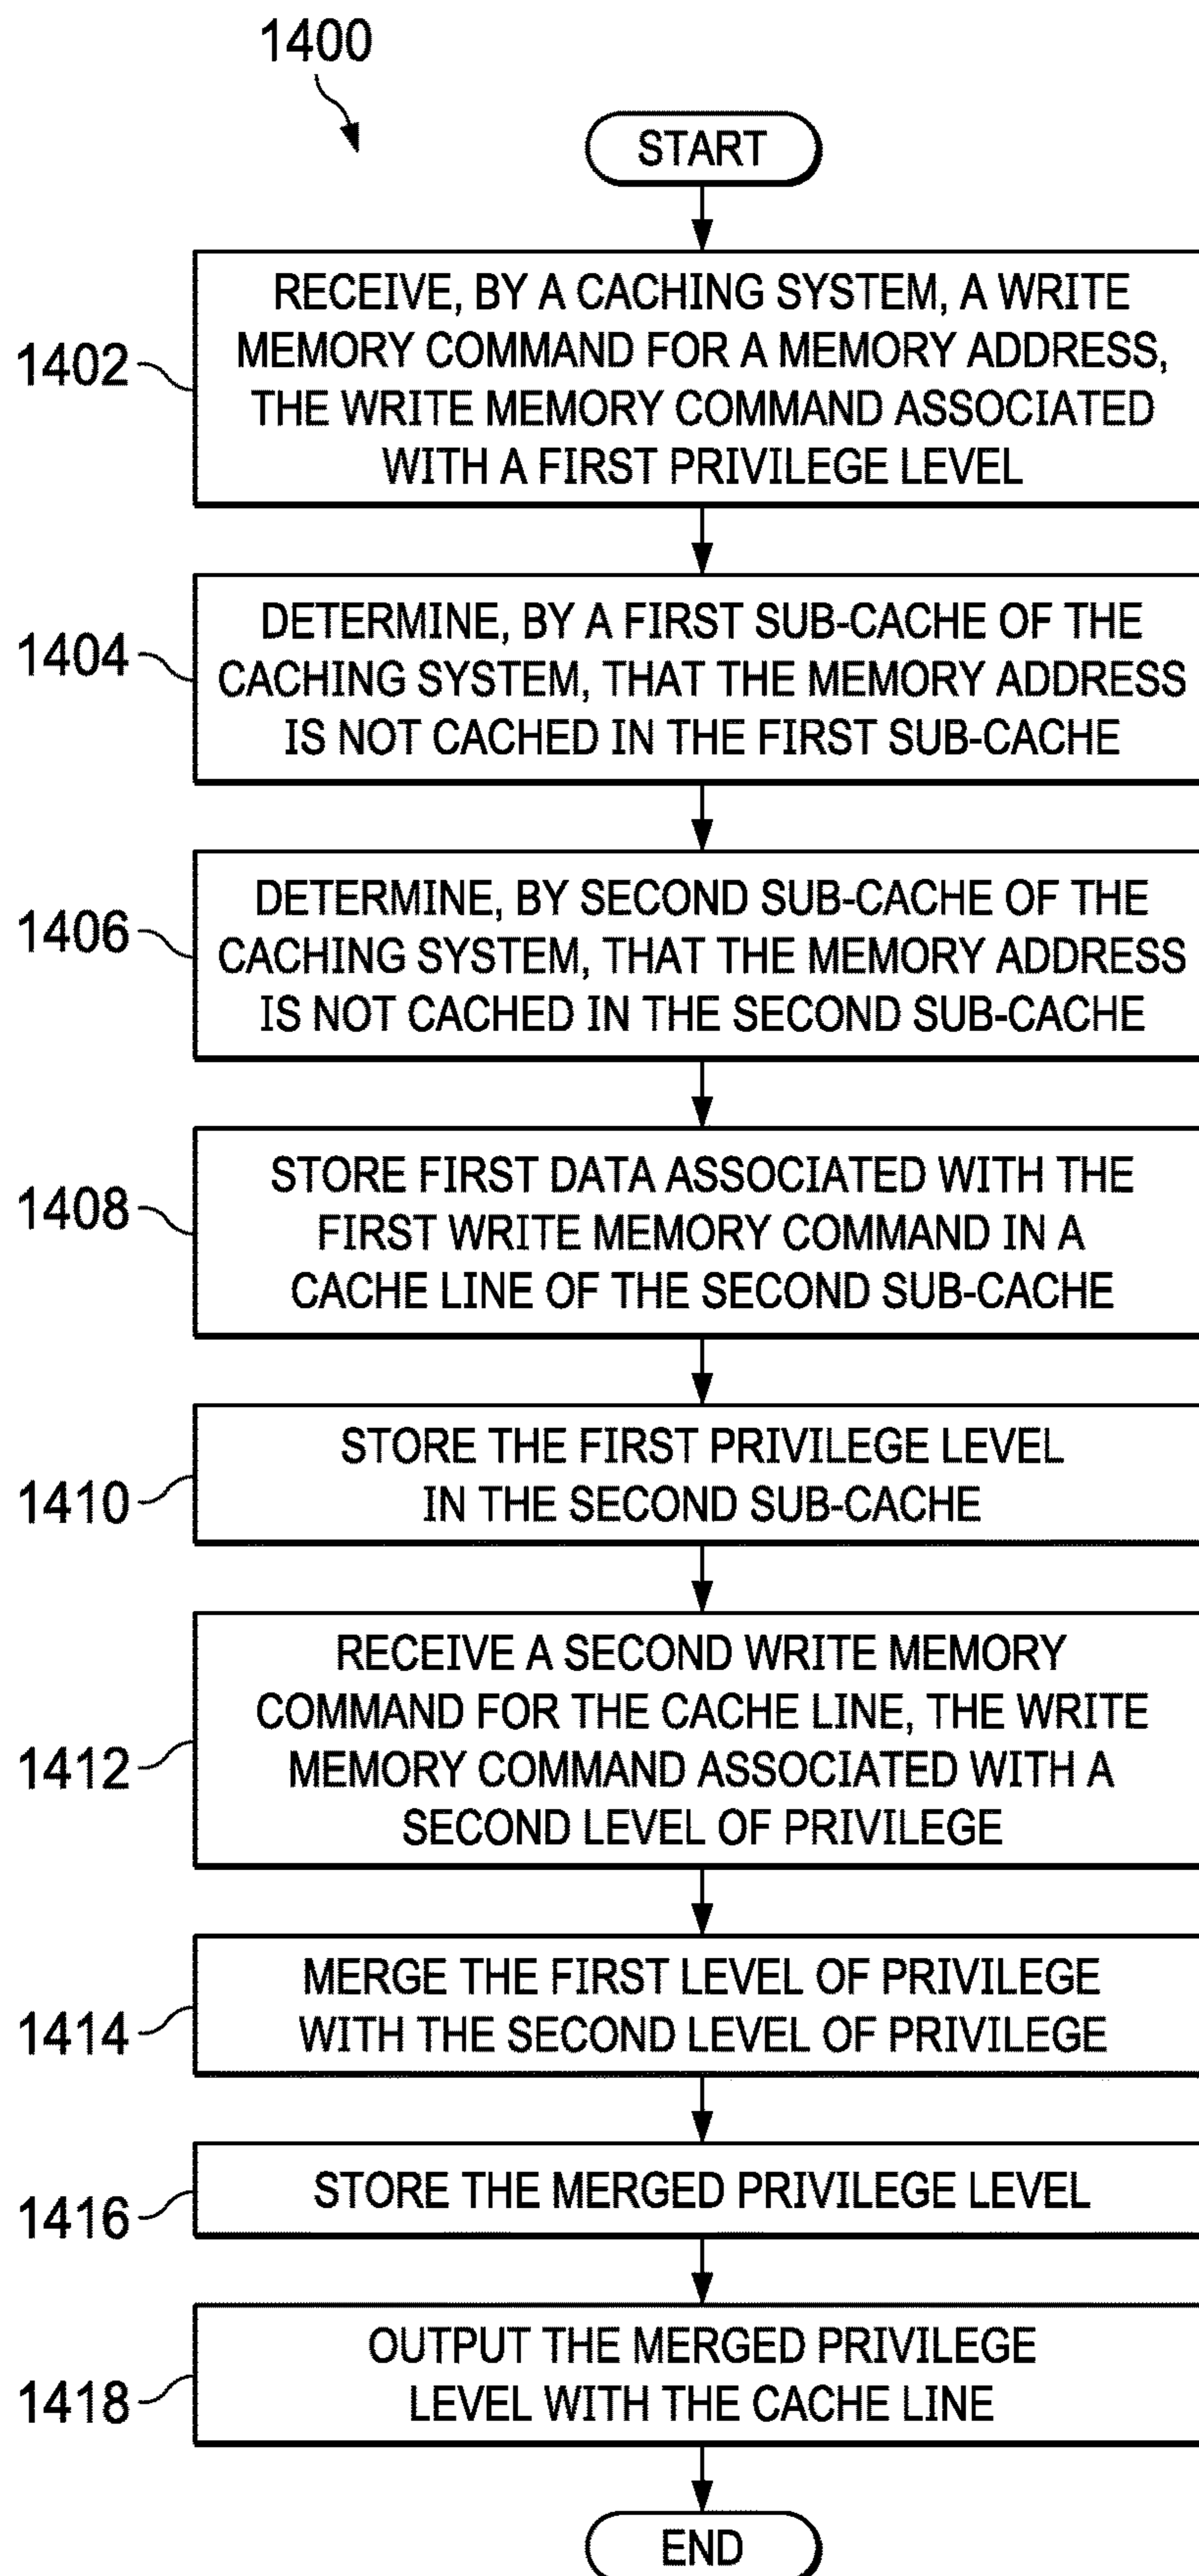 1400
START
1402
RECEIVE, BY A CACHING SYSTEM, A WRITE
MEMORY COMMAND FOR A MEMORY ADDRESS,
THE WRITE MEMORY COMMAND ASSOCIATED
WITH A FIRST PRIVILEGE LEVEL
1404
DETERMINE, BY A FIRST SUB-CACHE OF THE
CACHING SYSTEM, THAT THE MEMORY ADDRESS
IS NOT CACHED IN THE FIRST SUB-CACHE
1406
DETERMINE, BY SECOND SUB-CACHE OF THE
CACHING SYSTEM, THAT THE MEMORY ADDRESS
IS NOT CACHED IN THE SECOND SUB-CACHE
1408
STORE FIRST DATA ASSOCIATED WITH THE
FIRST WRITE MEMORY COMMAND IN A
CACHE LINE OF THE SECOND SUB-CACHE
1410
STORE THE FIRST PRIVILEGE LEVEL
IN THE SECOND SUB-CACHE
1412
RECEIVE A SECOND WRITE MEMORY
COMMAND FOR THE CACHE LINE, THE WRITE
MEMORY COMMAND ASSOCIATED WITH A
SECOND LEVEL OF PRIVILEGE
1414
MERGE THE FIRST LEVEL OF PRIVILEGE
WITH THE SECOND LEVEL OF PRIVILEGE
1416
STORE THE MERGED PRIVILEGE LEVEL
1418
OUTPUT THE MERGED PRIVILEGE
LEVEL WITH THE CACHE LINE
END